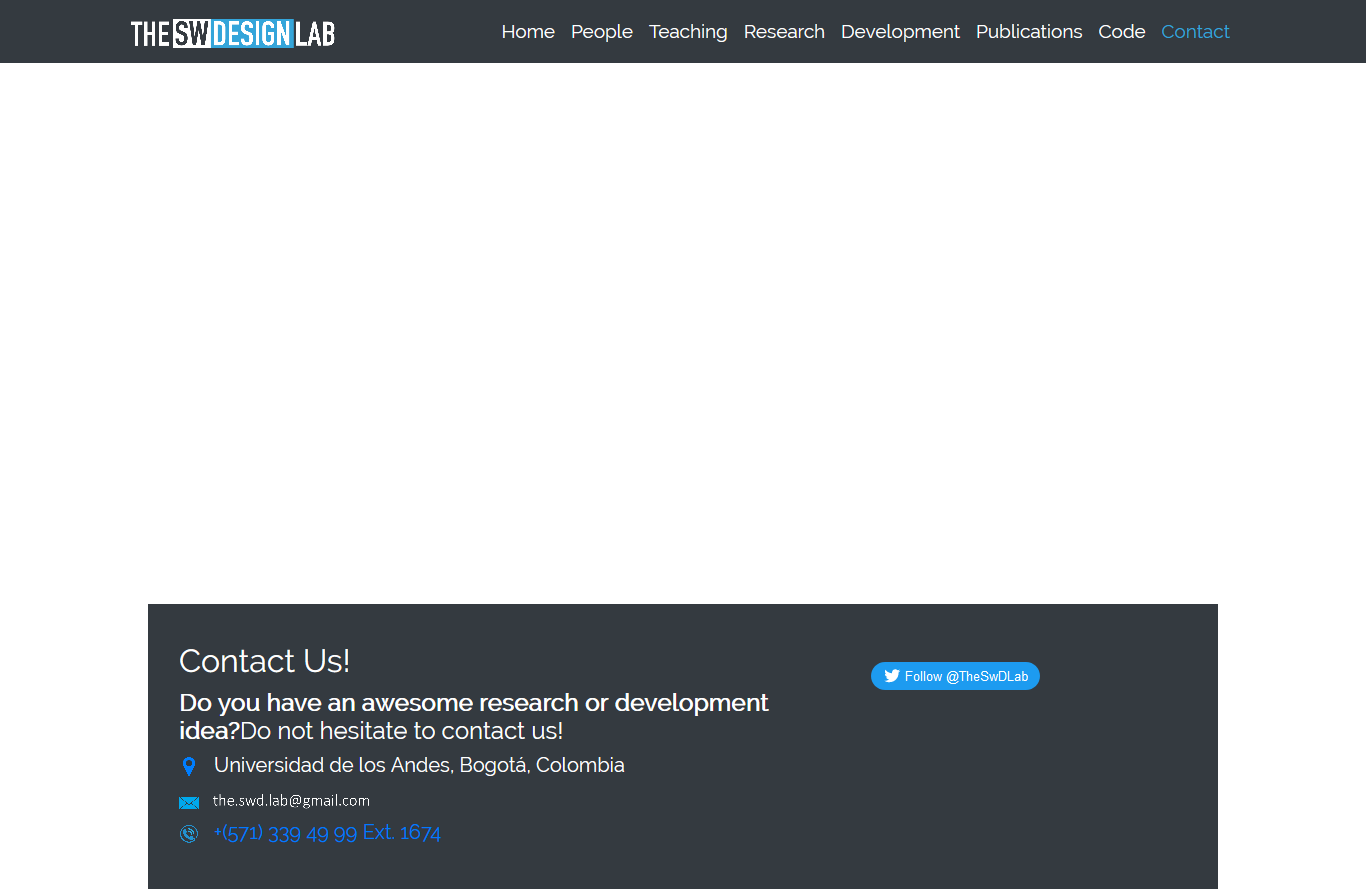 THE SW DESIGN LAB
Home People Teaching Research Development Publications Code Contact
Contact Us!
Follow @TheSwDLab
Do you have an awesome research or development
idea?Do not hesitate to contact us!
Universidad de los Andes, Bogotá, Colombia
the.swd.lab@gmail.com
+(571) 339 49 99 Ext. 1674